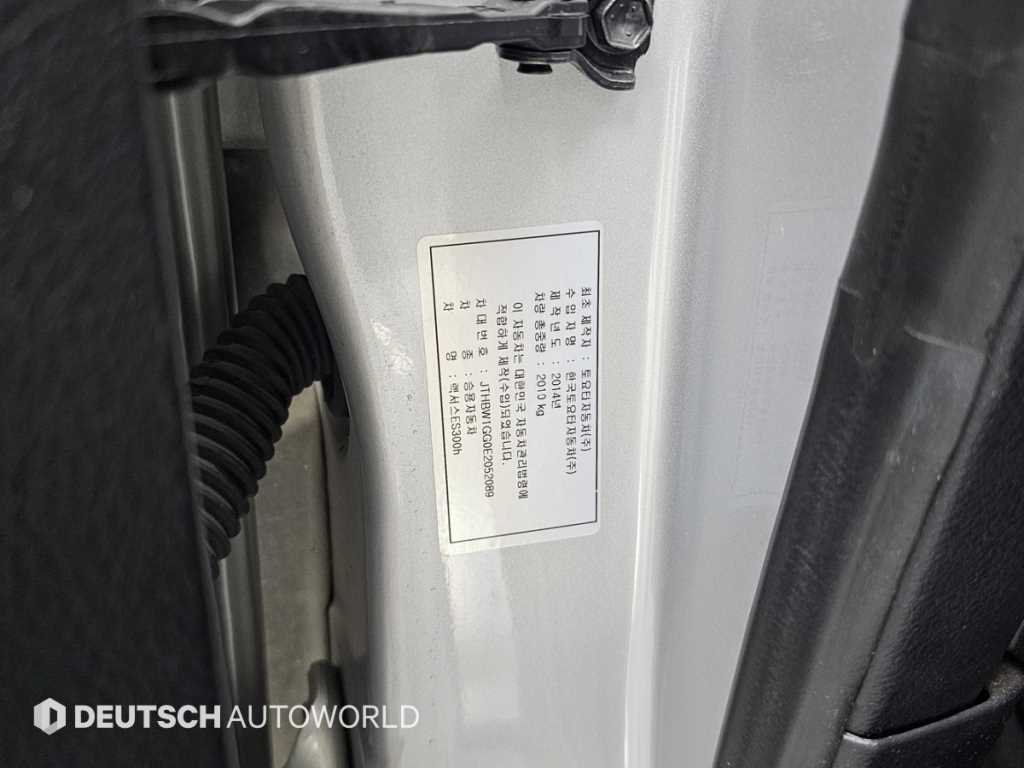 최초 제작자 : 토요타자동차(주)
수 입 자 명 : 한국토요타자동차(주)
제 작 년 도 : 2014년
차량 총중량 : 2010 kg
이 자동차는 대한민국 자동차관리법령에
적합하게 제작(수입)되었습니다.
차 대 번 호 : JTHBW1GG0E2052089
차 종 : 승용자동차
차 명 : 렉서스ES300h
DEUTSCH AUTOWORLD